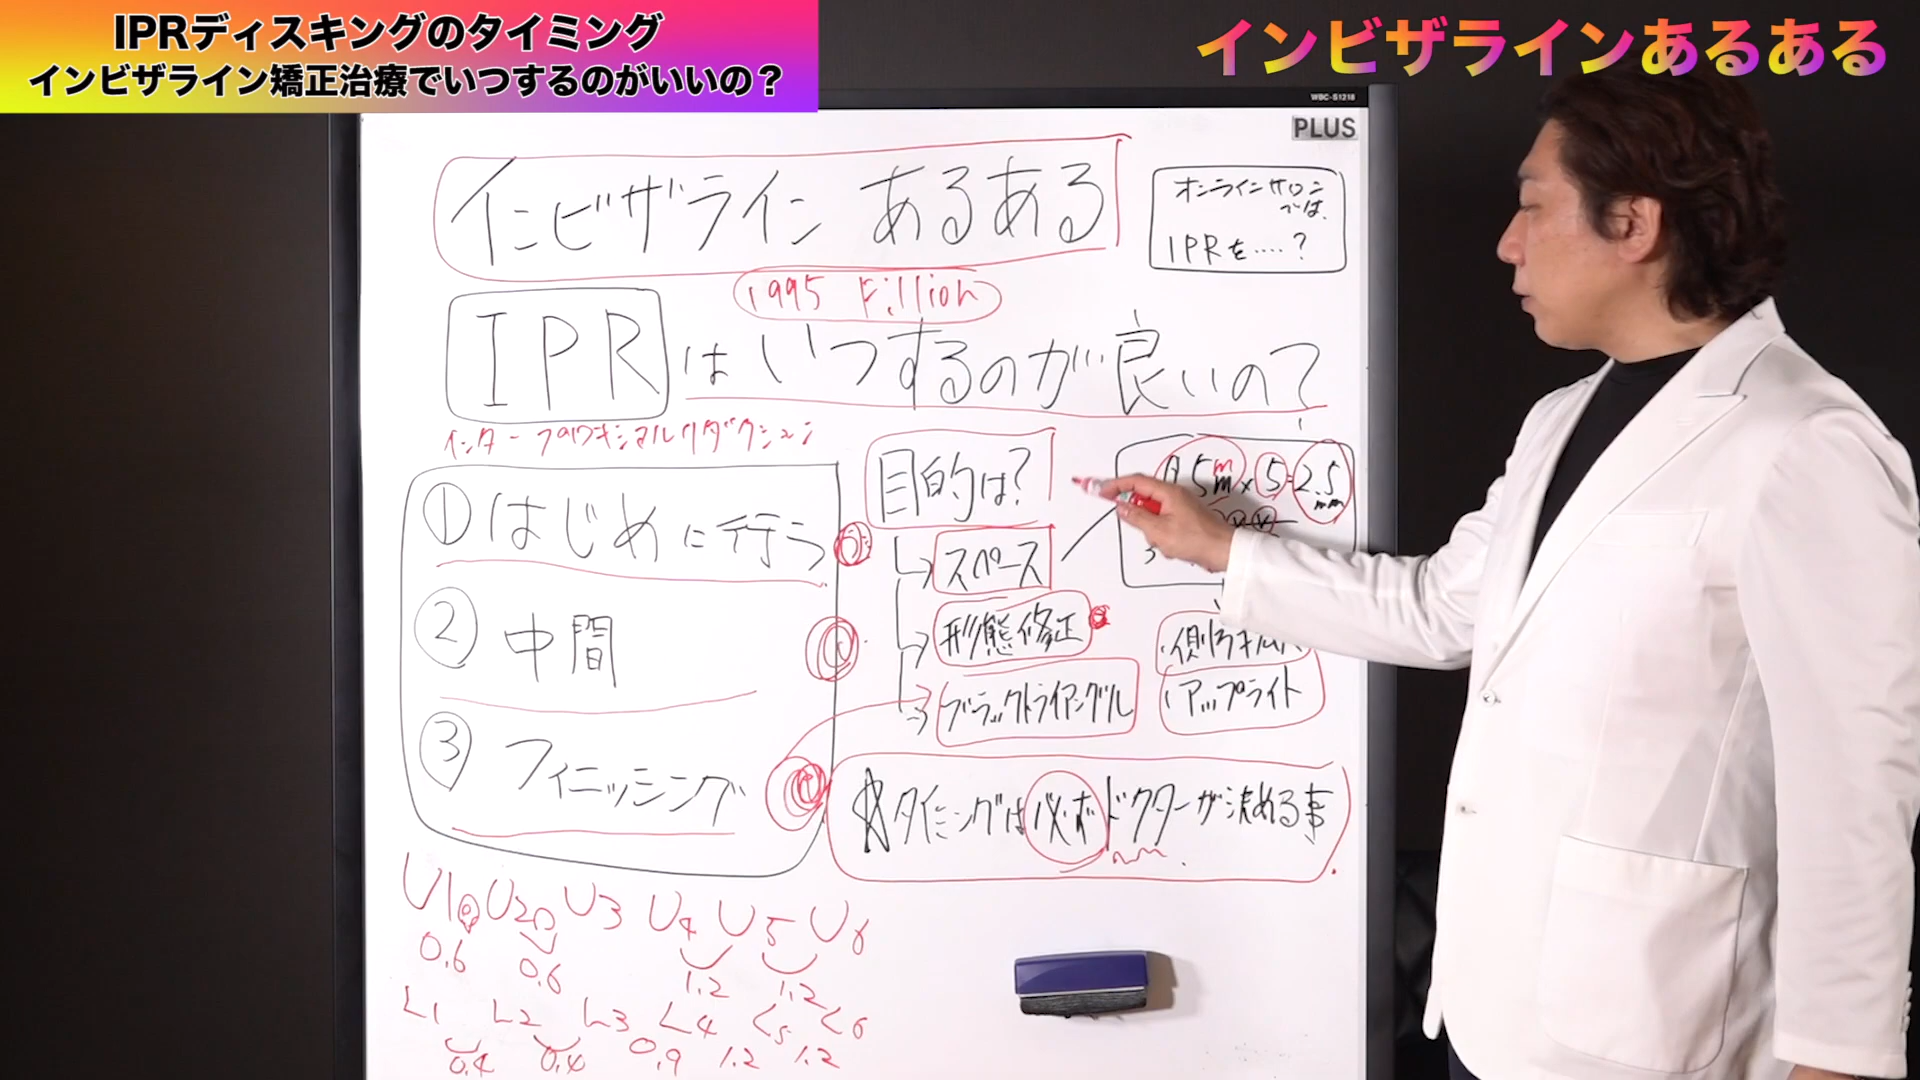 IPRディスキングのタイミング
インビザライン矯正治療でいつするのがいいの？
インビザラインあるある
WBC-S1218
PLUS
インビザライン あるある
オンラインサロンでは、
IPRを....?
1995 Fillion
IPRはいつするのが良いの?
インタープロキシマルリダクション
①はじめに行う
②中間
③フィニッシング
目的は?
スペース
形態修正
ブラックトライアングル
0.5mm×5=2.5mm
アップライト
タイミングは必ずドクターが決める事
U1 U2 U3 U4 U5 U6
0.6 0.6 1.2 1.2
L1 L2 L3 L4 L5 L6
0.4 0.4 0.9 1.2 1.2